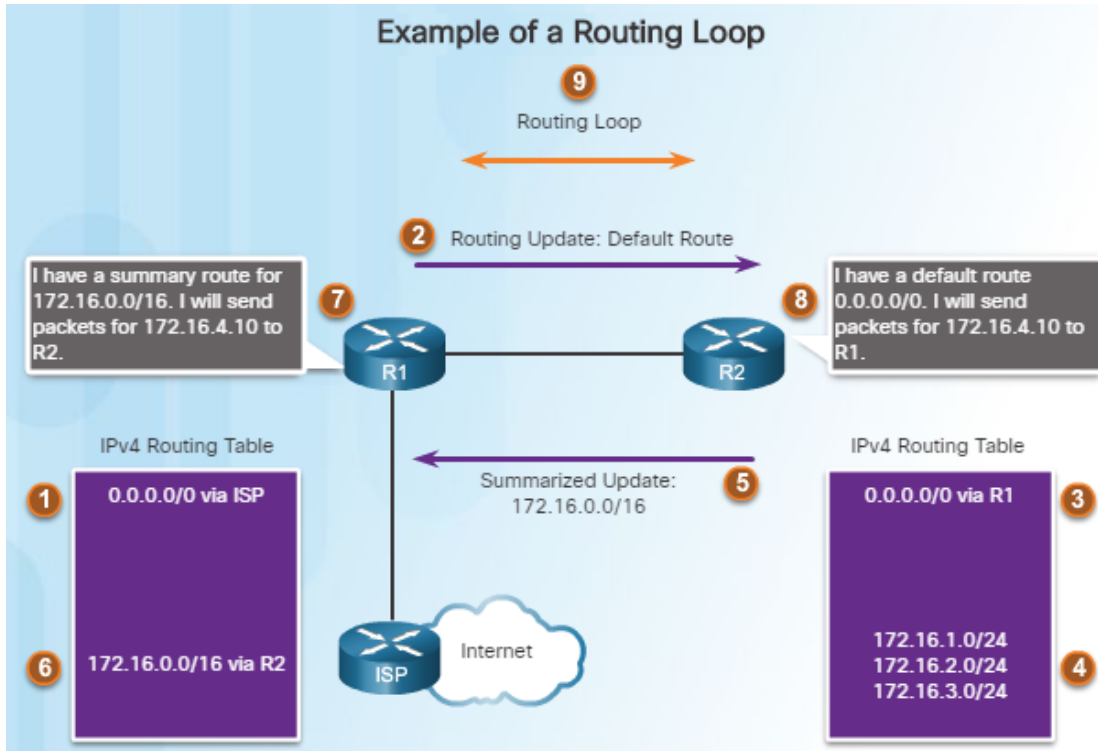 Example of a Routing Loop
9
Routing Loop
2
Routing Update: Default Route
I have a summary route for
172.16.0.0/16. I will send
packets for 172.16.4.10 to
R2.
7
R1
R2
8
I have a default route
0.0.0.0/0. I will send
packets for 172.16.4.10 to
R1.
IPv4 Routing Table
1
0.0.0.0/0 via ISP
6
172.16.0.0/16 via R2
Summarized Update:
172.16.0.0/16
5
ISP
Internet
IPv4 Routing Table
0.0.0.0/0 via R1
3
172.16.1.0/24
172.16.2.0/24
172.16.3.0/24
4